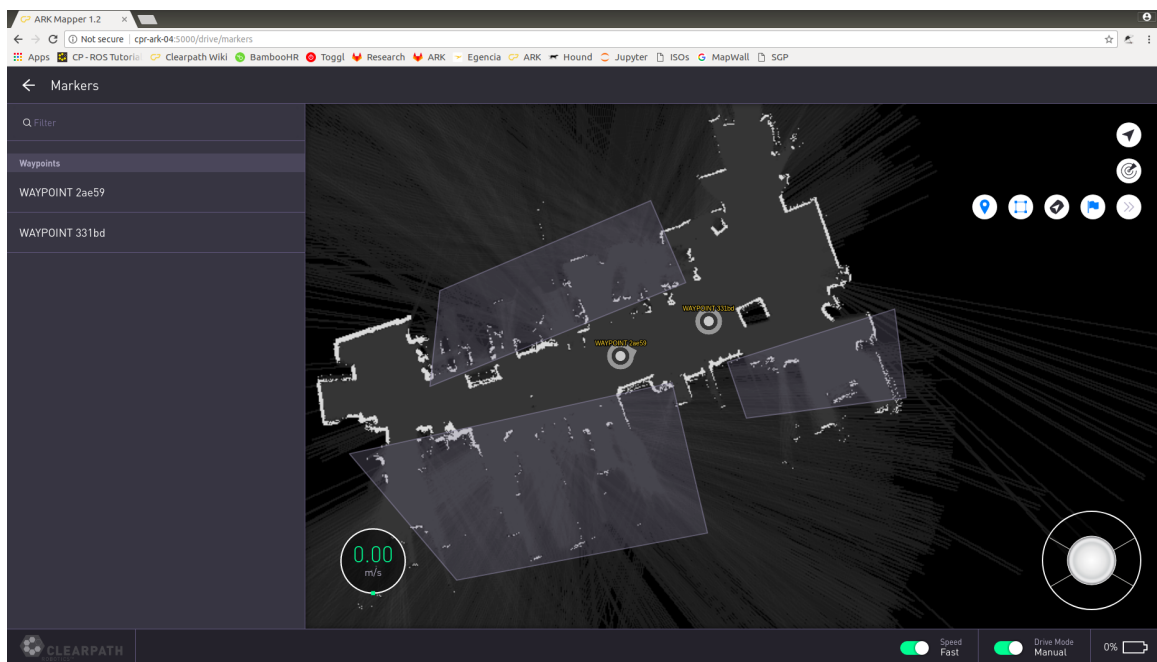 ARK Mapper 1.2
Not secure | cpr-ark-04:5000/drive/markers
Apps CP-ROS Tutorial Clearpath Wiki BambooHR Toggl Research ARK Egencia ARK Hound Jupyter ISOs MapWall SGP
Markers
Filter
Waypoints
WAYPOINT 2ae59
WAYPOINT 331bd
WAYPOINT 331bd
WAYPOINT 2ae59
0.00
m/s
CLEARPATH
ROBOTICS
Speed
Fast
Drive Mode
Manual
0%